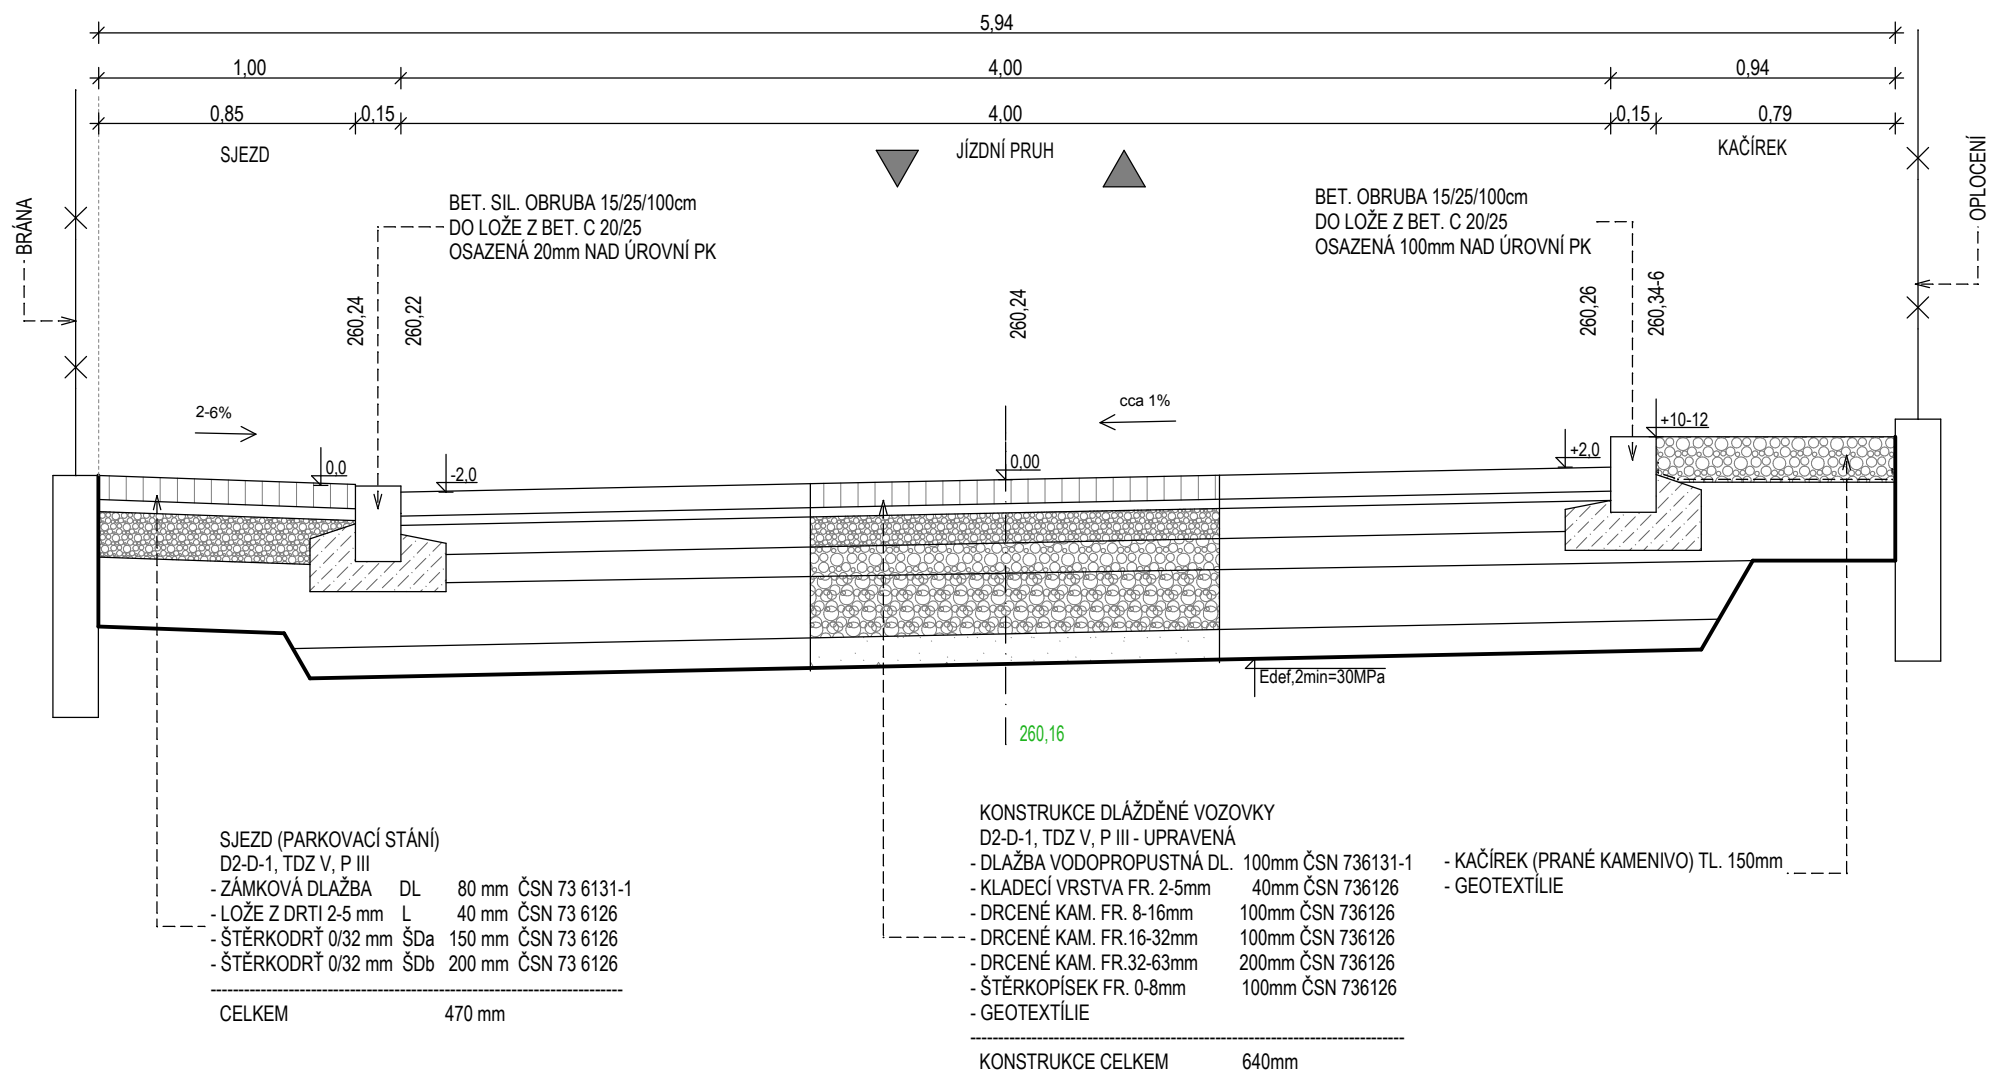 5,94
1,00 4,00 0,94
0,85 0,15 4,00 0,15 0,79
SJEZD
JÍZDNÍ PRUH
KAČÍREK
BRÁNA
OPLOCENÍ
BET. SIL. OBRUBA 15/25/100cm
DO LOŽE Z BET. C 20/25
OSAZENÁ 20mm NAD ÚROVNÍ PK
BET. OBRUBA 15/25/100cm
DO LOŽE Z BET. C 20/25
OSAZENÁ 100mm NAD ÚROVNÍ PK
260,24
260,22
260,24
260,26
260,34-6
2-6%
cca 1%
0,0
-2,0
0,00
+2,0
+10-12
Edef,2min=30MPa
260,16
SJEZD (PARKOVACÍ STÁNÍ)
D2-D-1, TDZ V, P III
- ZÁMKOVÁ DLAŽBA DL 80 mm ČSN 73 6131-1
- LOŽE Z DRTI 2-5 mm L 40 mm ČSN 73 6126
- ŠTĚRKODRŤ 0/32 mm ŠDa 150 mm ČSN 73 6126
- ŠTĚRKODRŤ 0/32 mm ŠDb 200 mm ČSN 73 6126
CELKEM 470 mm
KONSTRUKCE DLÁŽDĚNÉ VOZOVKY
D2-D-1, TDZ V, P III - UPRAVENÁ
- DLAŽBA VODOPROPUSTNÁ DL. 100mm ČSN 736131-1
- KLADECÍ VRSTVA FR. 2-5mm 40mm ČSN 736126
- DRCENÉ KAM. FR. 8-16mm 100mm ČSN 736126
- DRCENÉ KAM. FR.16-32mm 100mm ČSN 736126
- DRCENÉ KAM. FR.32-63mm 200mm ČSN 736126
- ŠTĚRKOPÍSEK FR. 0-8mm 100mm ČSN 736126
- GEOTEXTÍLIE
KONSTRUKCE CELKEM 640mm
- KAČÍREK (PRANÉ KAMENIVO) TL. 150mm
- GEOTEXTÍLIE